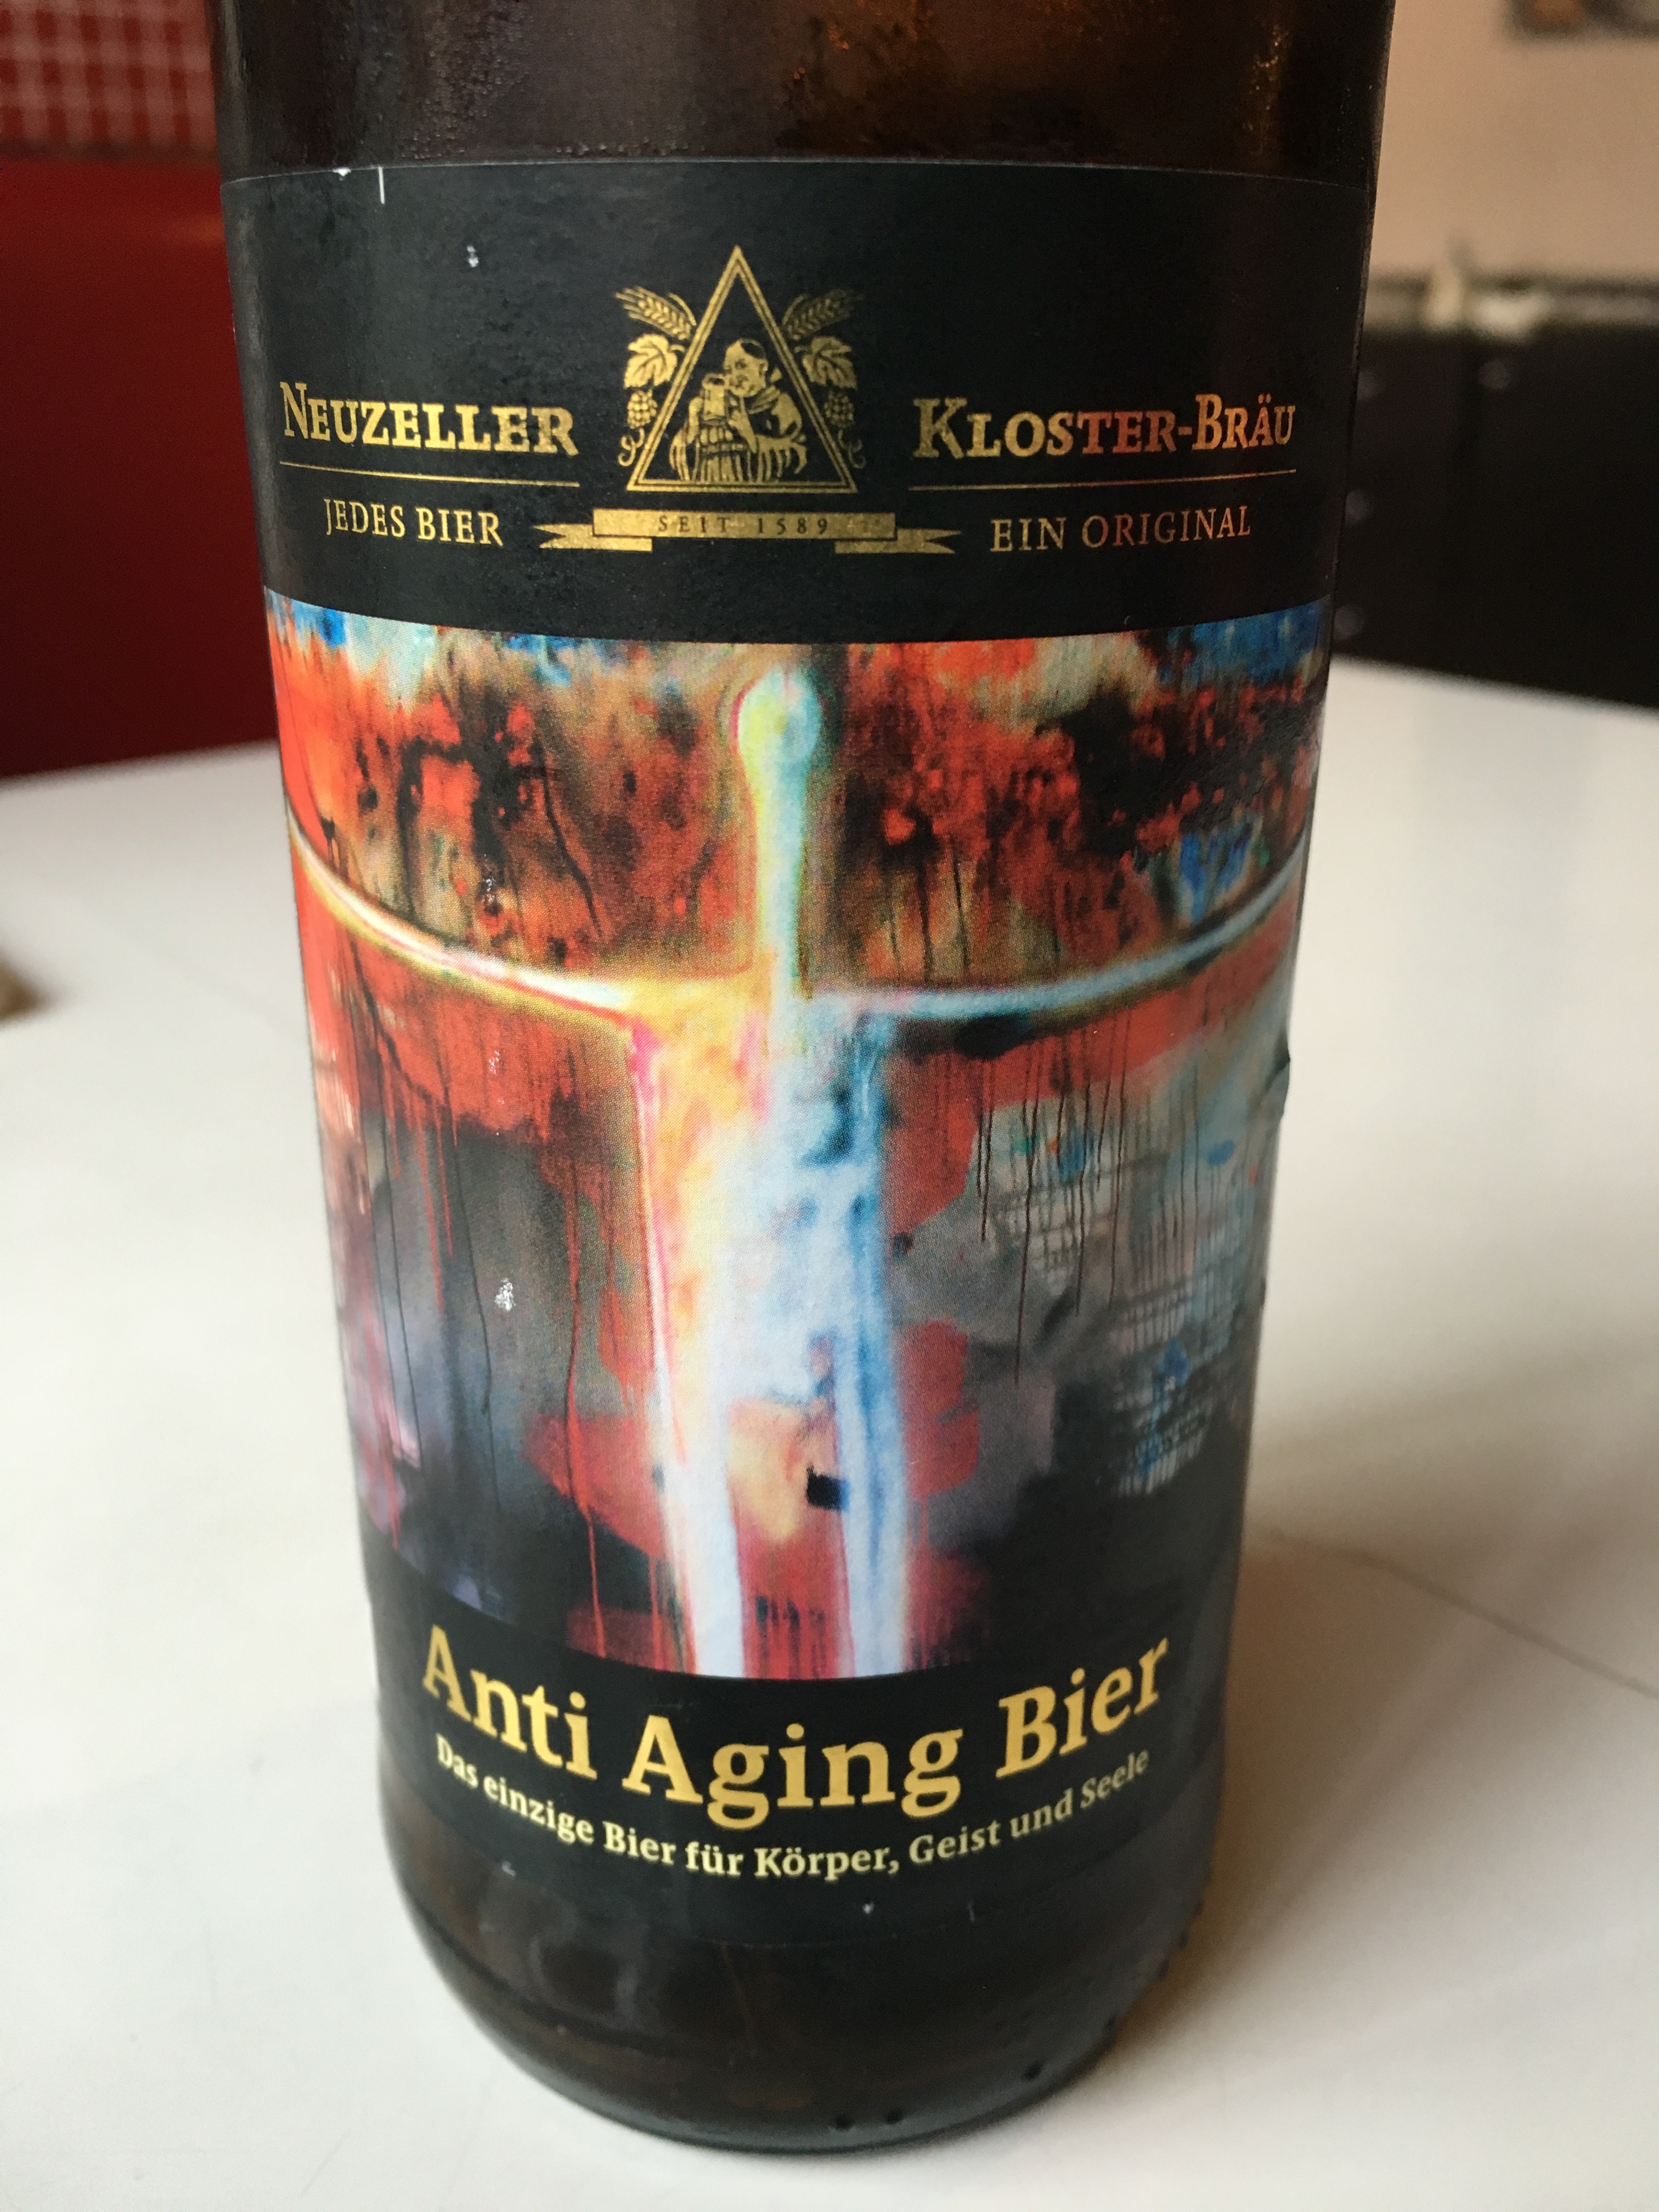 NEUZELLER KLOSTER-BRÄU
JEDES BIER SEIT 1589 EIN ORIGINAL
Anti Aging Bier
Das einzige Bier für Körper, Geist und Seele